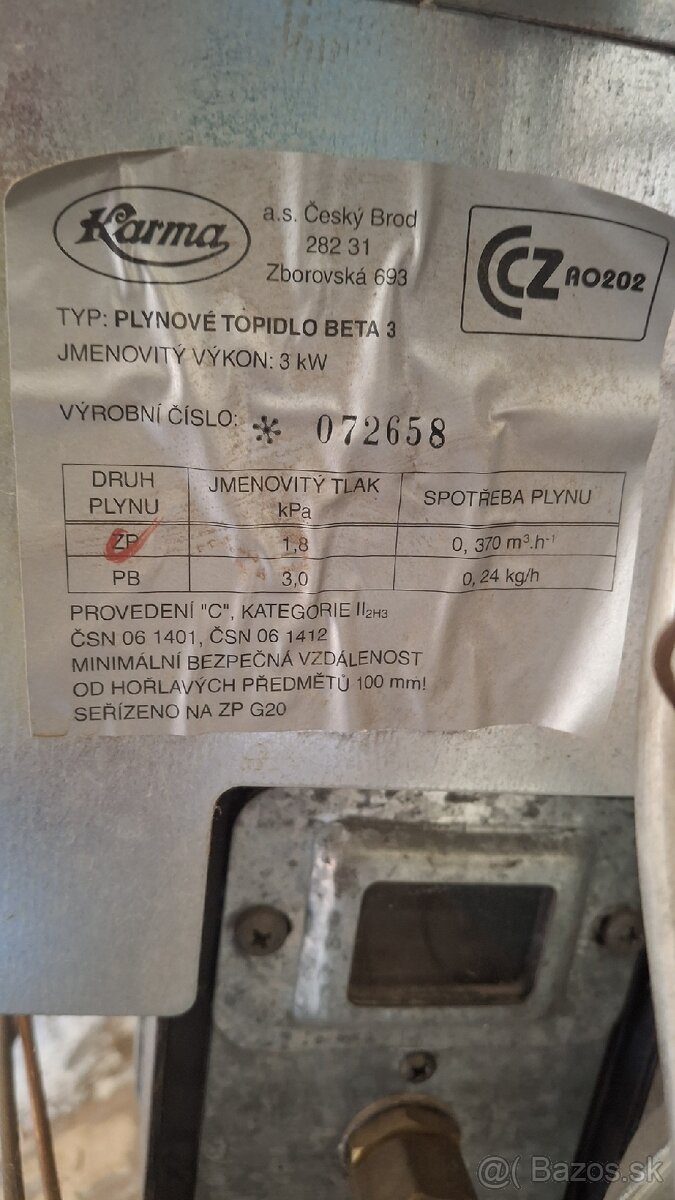 Karma
a.s. Český Brod
282 31
Zborovská 693
CZ AO202
TYP: PLYNOVÉ TOPIDLO BETA 3
JMENOVITÝ VÝKON: 3 kW
VÝROBNÍ ČÍSLO: * 072658
DRUH PLYNU JMENOVITÝ TLAK kPa SPOTŘEBA PLYNU
ZP 1,8 0, 370 m³.h⁻¹
PB 3,0 0,24 kg/h
PROVEDENÍ "C", KATEGORIE II2H3
ČSN 06 1401, ČSN 06 1412
MINIMÁLNÍ BEZPEČNÁ VZDÁLENOST
OD HOŘLAVÝCH PŘEDMĚTŮ 100 mm!
SEŘÍZENO NA ZP G20
@( Bazos.sk